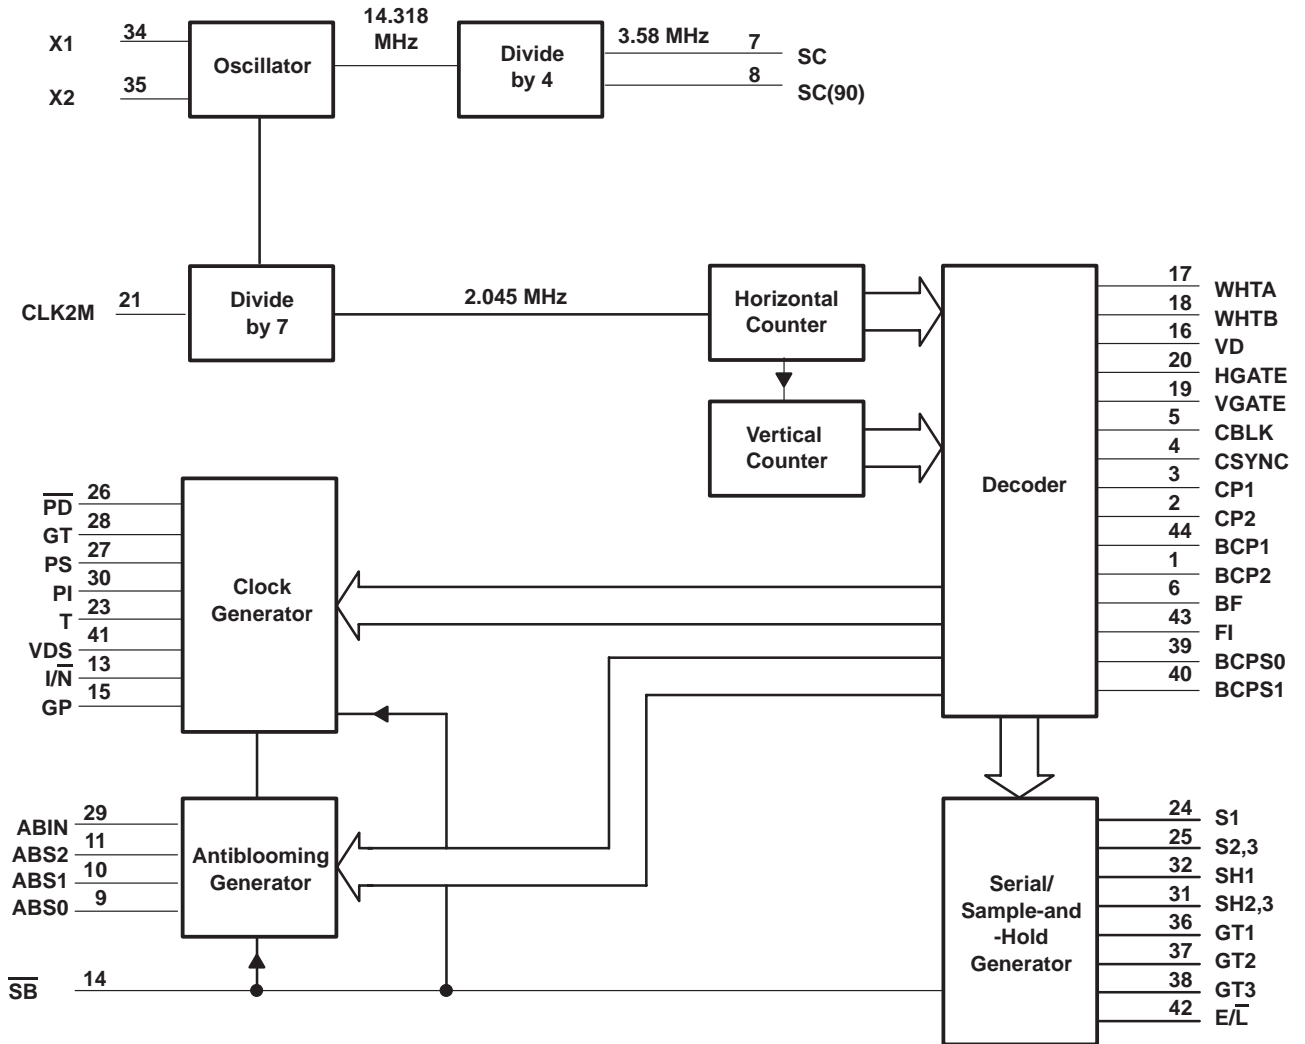 X1
34
X2
35
Oscillator
14.318
MHz
Divide
by 4
3.58 MHz
7
SC
8
SC(90)
CLK2M
21
Divide
by 7
2.045 MHz
Horizontal
Counter
Vertical
Counter
Decoder
17
WHTA
18
WHTB
16
VD
20
HGATE
19
VGATE
5
CBLK
4
CSYNC
3
CP1
2
CP2
44
BCP1
1
BCP2
6
BF
43
FI
39
BCPS0
40
BCPS1
P̅D̅
26
GT
28
PS
27
PI
30
T
23
VDS
41
I/N̅
13
GP
15
Clock
Generator
ABIN
29
ABS2
11
ABS1
10
ABS0
9
Antiblooming
Generator
S̅B̅
14
Serial/
Sample-and
-Hold
Generator
24
S1
25
S2,3
32
SH1
31
SH2,3
36
GT1
37
GT2
38
GT3
42
E/L̅